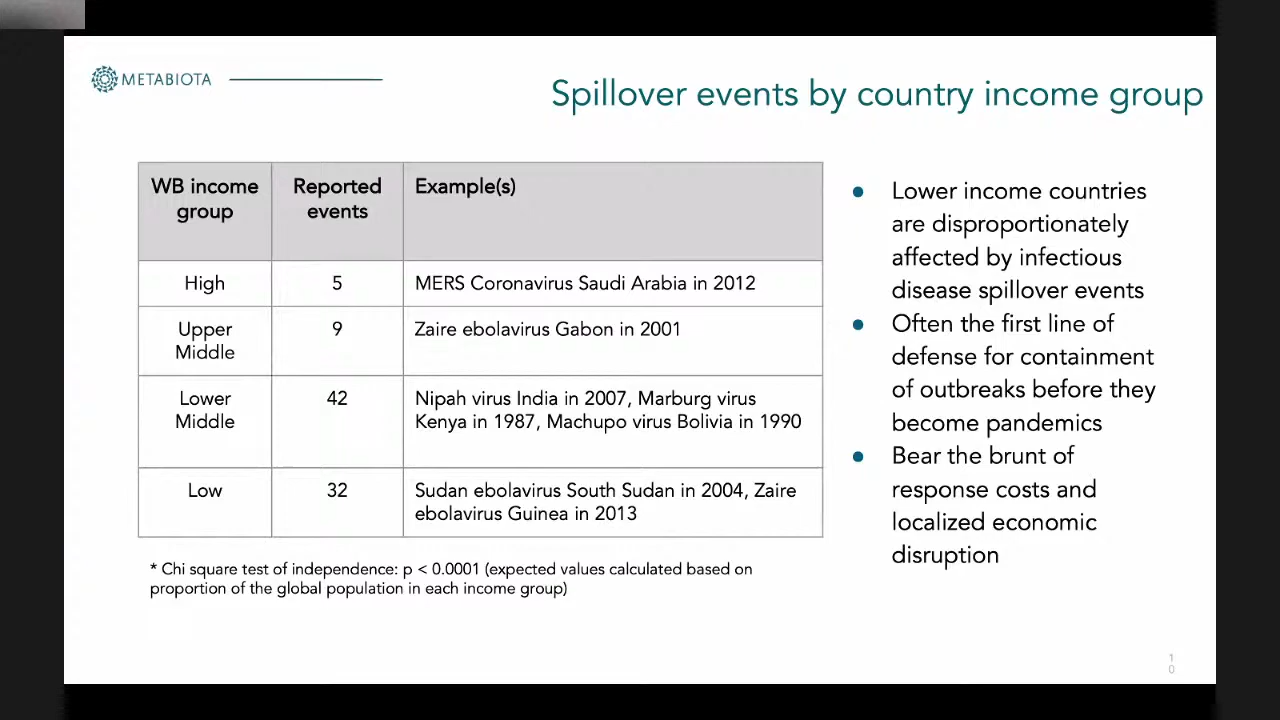 METABIOTA
Spillover events by country income group
WB income group
Reported events
Example(s)
High
5
MERS Coronavirus Saudi Arabia in 2012
Upper Middle
9
Zaire ebolavirus Gabon in 2001
Lower Middle
42
Nipah virus India in 2007, Marburg virus
Kenya in 1987, Machupo virus Bolivia in 1990
Low
32
Sudan ebolavirus South Sudan in 2004, Zaire
ebolavirus Guinea in 2013
* Chi square test of independence: p < 0.0001 (expected values calculated based on
proportion of the global population in each income group)
● Lower income countries
are disproportionately
affected by infectious
disease spillover events
● Often the first line of
defense for containment
of outbreaks before they
become pandemics
● Bear the brunt of
response costs and
localized economic
disruption
1
0